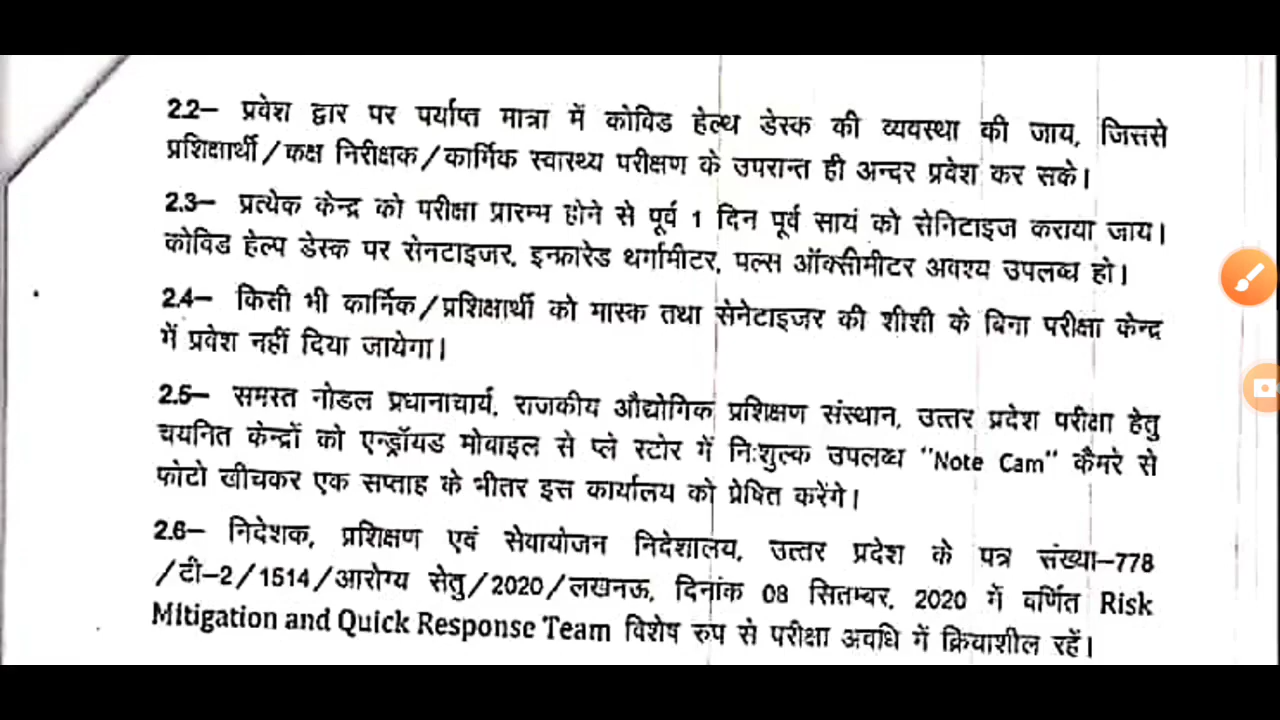 2.2– प्रवेश द्वार पर पर्याप्त मात्रा में कोविड हेल्थ डेस्क की व्यवस्था की जाय, जिससे
प्रशिक्षार्थी/कक्ष निरीक्षक/कार्मिक स्वास्थ्य परीक्षण के उपरान्त ही अन्दर प्रवेश कर सके।
2.3– प्रत्येक केन्द्र को परीक्षा प्रारम्भ होने से पूर्व 1 दिन पूर्व सायं को सेनिटाइज कराया जाय।
कोविड हेल्प डेस्क पर सेनटाइजर, इन्फ्रारेड थर्मामीटर, पल्स ऑक्सीमीटर अवश्य उपलब्ध हो।
2.4– किसी भी कार्मिक/प्रशिक्षार्थी को मास्क तथा सेनेटाइजर की शीशी के बिना परीक्षा केन्द्र
में प्रवेश नहीं दिया जायेगा।
2.5– समस्त नोडल प्रधानाचार्य, राजकीय औद्योगिक प्रशिक्षण संस्थान, उत्तर प्रदेश परीक्षा हेतु
चयनित केन्द्रों को एन्ड्रॉयड मोबाइल से प्ले स्टोर में निःशुल्क उपलब्ध "Note Cam" कैमरे से
फोटो खीचकर एक सप्ताह के भीतर इस कार्यालय को प्रेषित करेंगे।
2.6– निदेशक, प्रशिक्षण एवं सेवायोजन निदेशालय, उत्तर प्रदेश के पत्र संख्या–778
/टी–2/1514/आरोग्य सेतु/2020/लखनऊ, दिनांक 08 सितम्बर, 2020 में वर्णित Risk
Mitigation and Quick Response Team विशेष रुप से परीक्षा अवधि में क्रियाशील रहें।